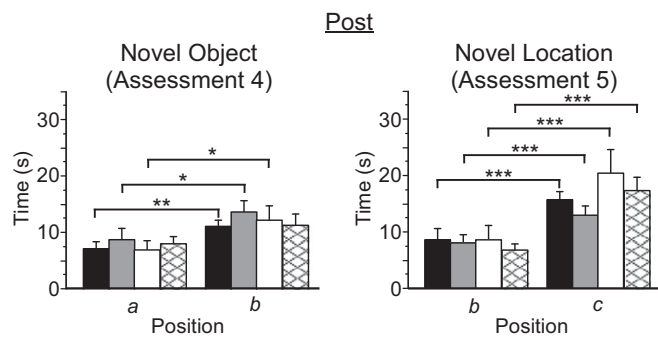 Post
Novel Object
(Assessment 4)
Time (s)
30
20
10
0
*
*
**
a
b
Position
Novel Location
(Assessment 5)
Time (s)
30
20
10
0
***
***
***
***
b
c
Position